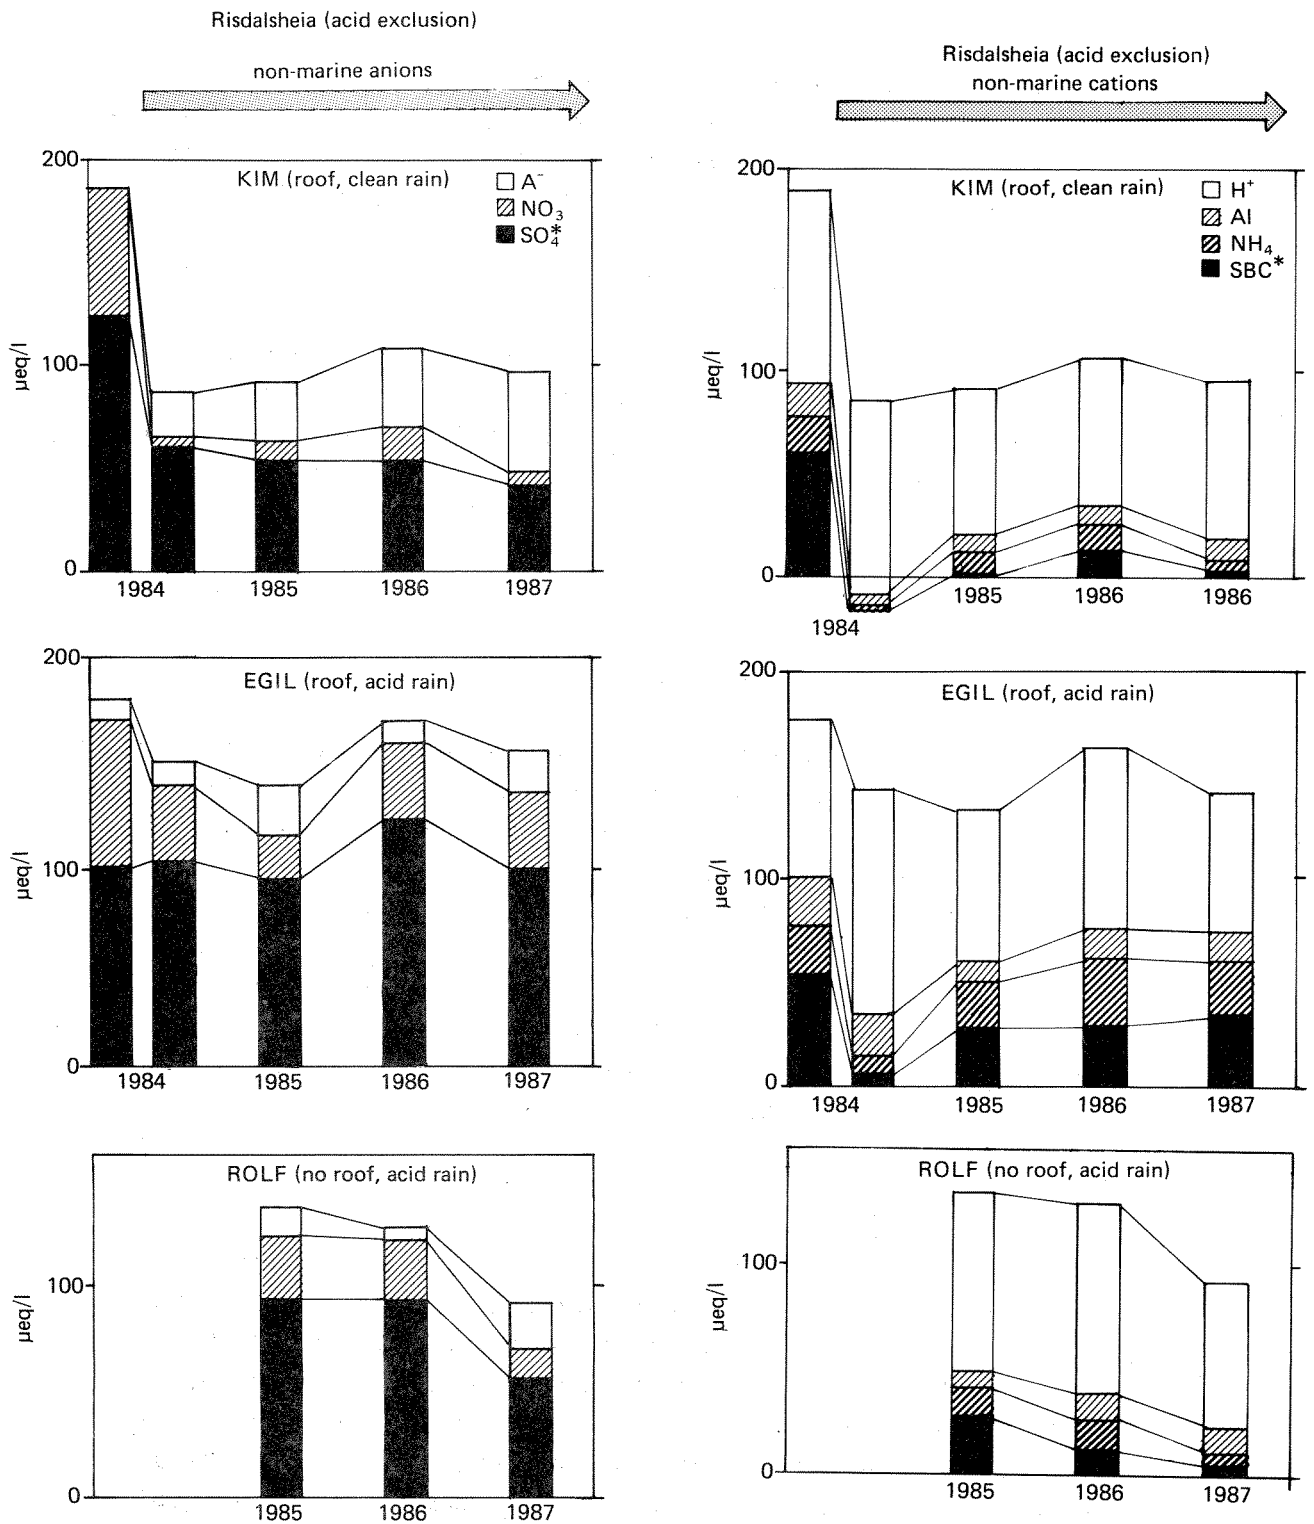 Risdalsheia (acid exclusion)
non-marine anions
200
KIM (roof, clean rain)
A⁻
NO₃
SO₄*
100
µeq/l
0
1984
1985
1986
1987
200
EGIL (roof, acid rain)
100
µeq/l
0
1984
1985
1986
1987
ROLF (no roof, acid rain)
100
µeq/l
0
1985
1986
1987
Risdalsheia (acid exclusion)
non-marine cations
200
KIM (roof, clean rain)
H⁺
Al
NH₄
SBC*
100
µeq/l
0
1984
1985
1986
1986
200
EGIL (roof, acid rain)
100
µeq/l
0
1984
1985
1986
1987
ROLF (no roof, acid rain)
100
µeq/l
0
1985
1986
1987